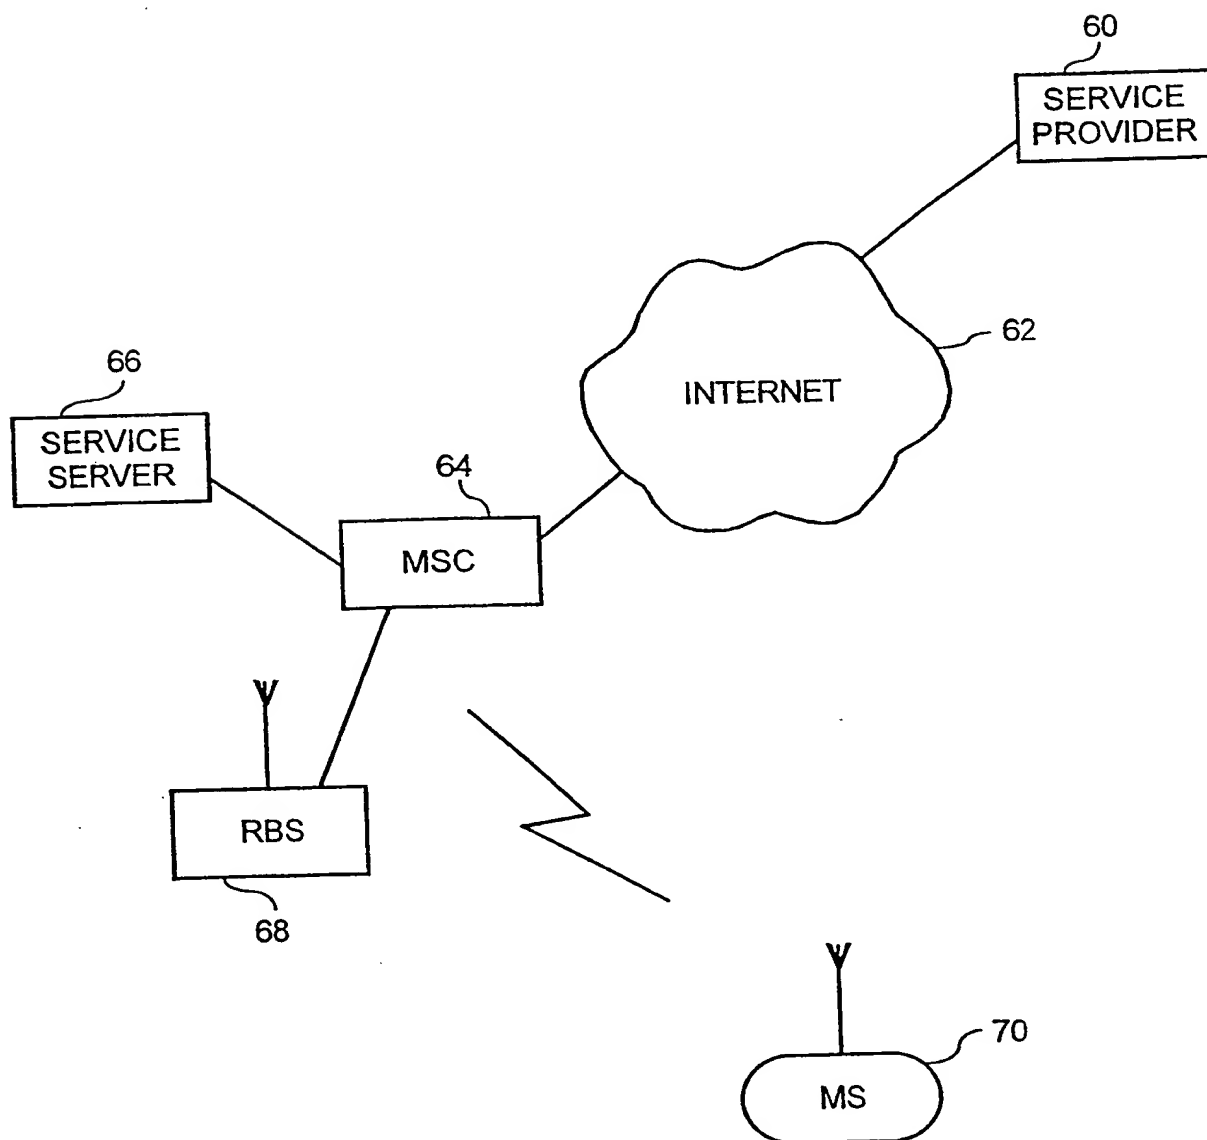 60
SERVICE
PROVIDER
62
INTERNET
66
SERVICE
SERVER
64
MSC
RBS
68
70
MS